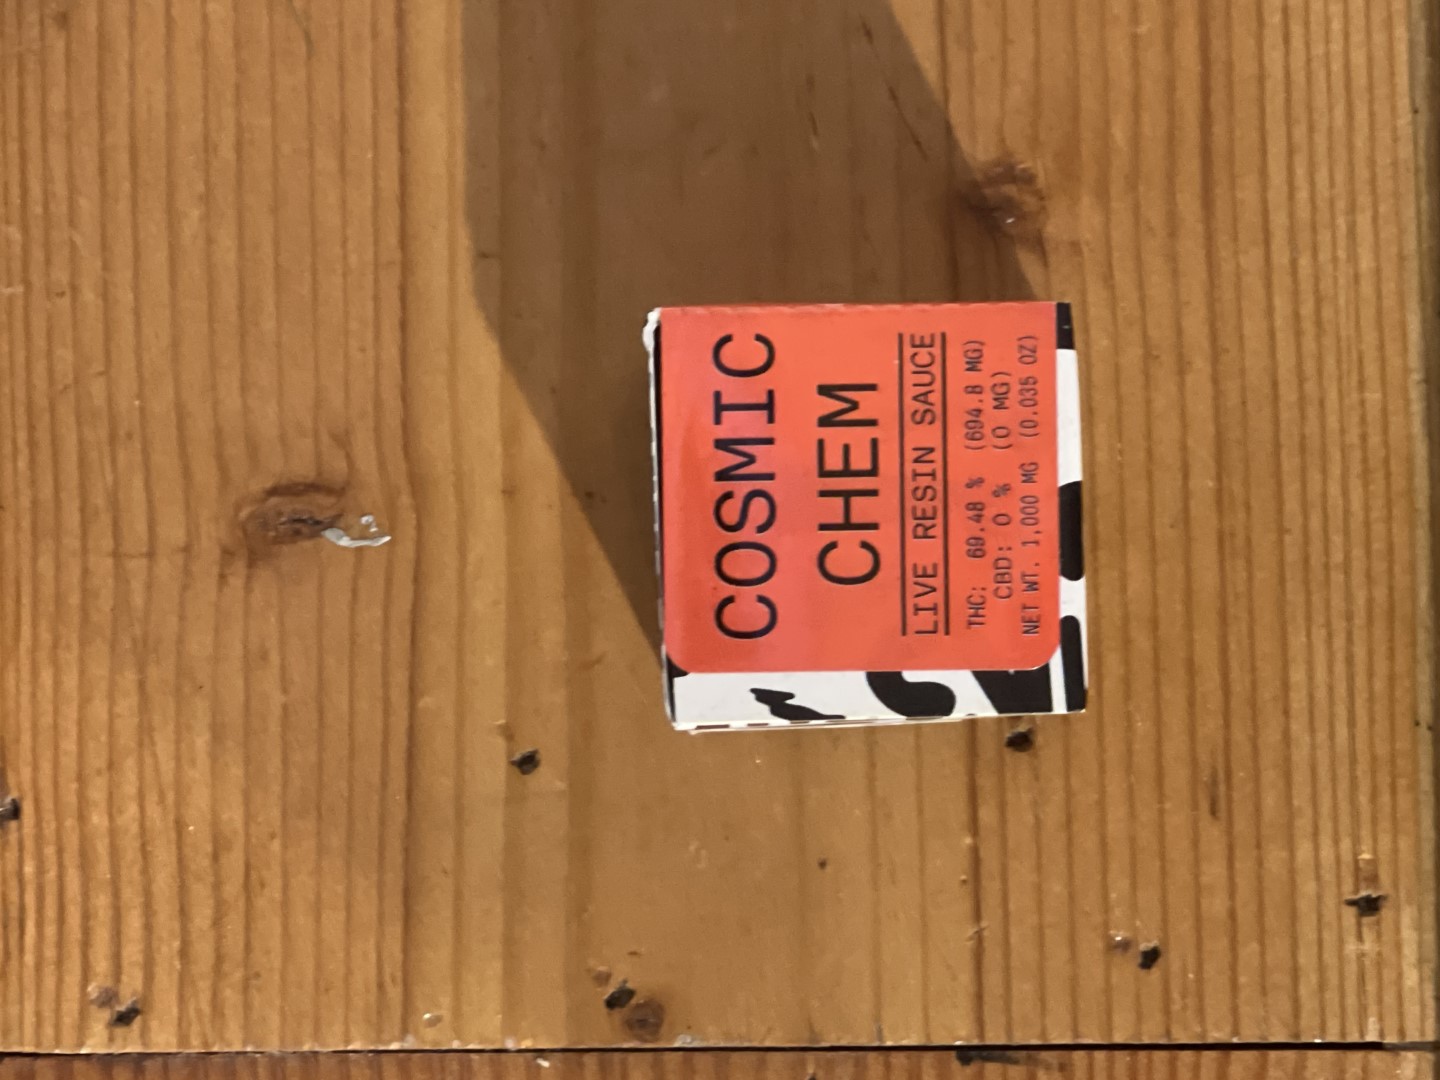 COSMIC
CHEM
LIVE RESIN SAUCE
THC: 69.48 % (694.8 MG)
CBD: 0 % (0 MG)
NET WT. 1,000 MG (0.035 OZ)